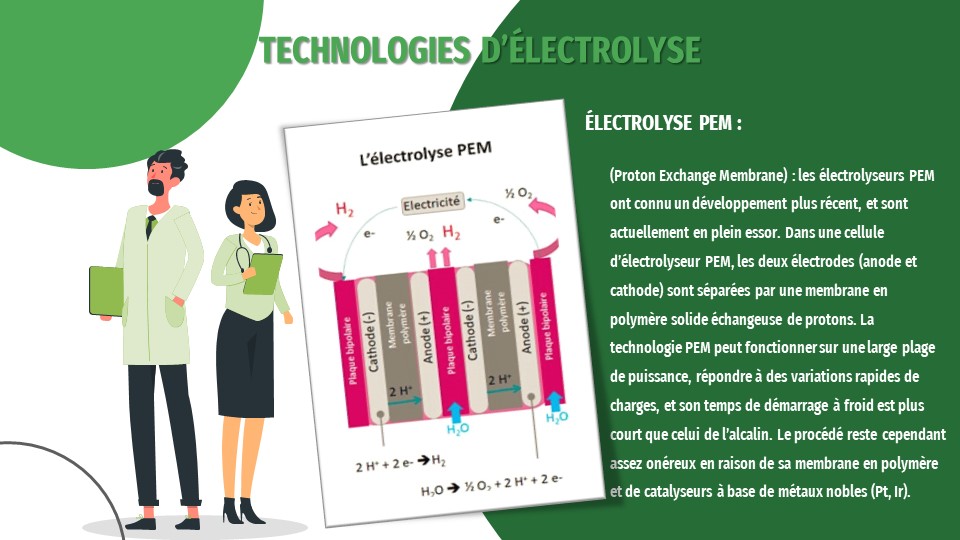 TECHNOLOGIES D'ÉLECTROLYSE
L'électrolyse PEM
Electricité
½ O₂
H₂
e-
½ O₂ H₂
e-
Plaque bipolaire
Cathode (-)
Membrane
polymère
Anode (+)
Plaque bipolaire
Cathode (-)
Membrane
polymère
Anode (+)
Plaque bipolaire
2 H⁺
2 H⁺
H₂O
H₂O
2 H⁺ + 2 e- ➔ H₂
H₂O ➔ ½ O₂ + 2 H⁺ + 2 e-
ÉLECTROLYSE PEM :
(Proton Exchange Membrane) : les électrolyseurs PEM
ont connu un développement plus récent, et sont
actuellement en plein essor. Dans une cellule
d'électrolyseur PEM, les deux électrodes (anode et
cathode) sont séparées par une membrane en
polymère solide échangeuse de protons. La
technologie PEM peut fonctionner sur une large plage
de puissance, répondre à des variations rapides de
charges, et son temps de démarrage à froid est plus
court que celui de l'alcalin. Le procédé reste cependant
assez onéreux en raison de sa membrane en polymère
et de catalyseurs à base de métaux nobles (Pt, Ir).